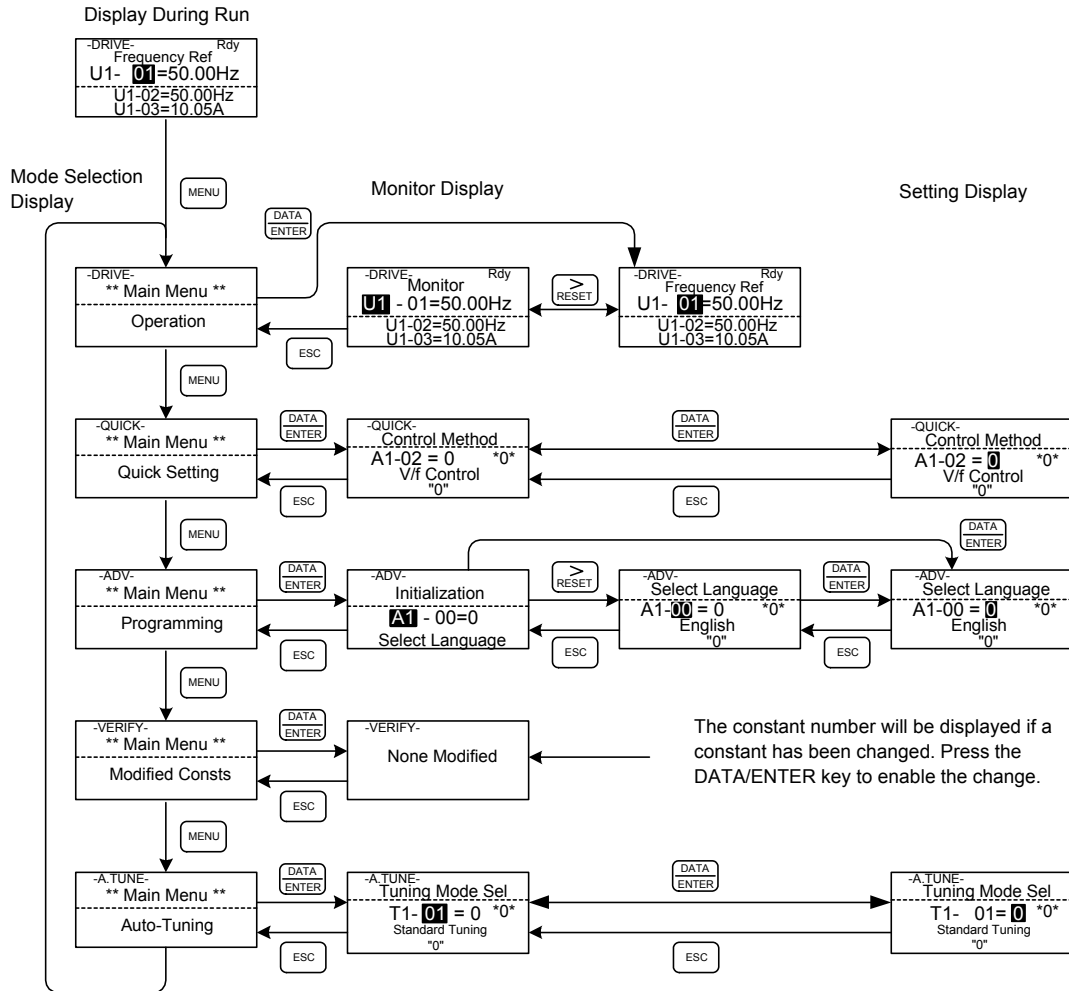 Display During Run
-DRIVE- Rdy
Frequency Ref
U1- 01=50.00Hz
U1-02=50.00Hz
U1-03=10.05A
Mode Selection
Display
MENU
Monitor Display
Setting Display
DATA
ENTER
-DRIVE-
** Main Menu **
Operation
-DRIVE- Rdy
Monitor
U1 - 01=50.00Hz
U1-02=50.00Hz
U1-03=10.05A
>
RESET
-DRIVE- Rdy
Frequency Ref
U1- 01=50.00Hz
U1-02=50.00Hz
U1-03=10.05A
ESC
MENU
-QUICK-
** Main Menu **
Quick Setting
DATA
ENTER
ESC
-QUICK-
Control Method
A1-02 = 0 *0*
V/f Control
"0"
DATA
ENTER
ESC
-QUICK-
Control Method
A1-02 = 0 *0*
V/f Control
"0"
MENU
DATA
ENTER
-ADV-
** Main Menu **
Programming
DATA
ENTER
ESC
-ADV-
Initialization
A1 - 00=0
Select Language
>
RESET
ESC
-ADV-
Select Language
A1-00 = 0 *0*
English
"0"
DATA
ENTER
ESC
-ADV-
Select Language
A1-00 = 0 *0*
English
"0"
MENU
-VERIFY-
** Main Menu **
Modified Consts
DATA
ENTER
ESC
-VERIFY-
None Modified
The constant number will be displayed if a
constant has been changed. Press the
DATA/ENTER key to enable the change.
MENU
-A.TUNE-
** Main Menu **
Auto-Tuning
DATA
ENTER
ESC
-A.TUNE-
Tuning Mode Sel
T1- 01 = 0 *0*
Standard Tuning
"0"
DATA
ENTER
ESC
-A.TUNE-
Tuning Mode Sel
T1- 01= 0 *0*
Standard Tuning
"0"